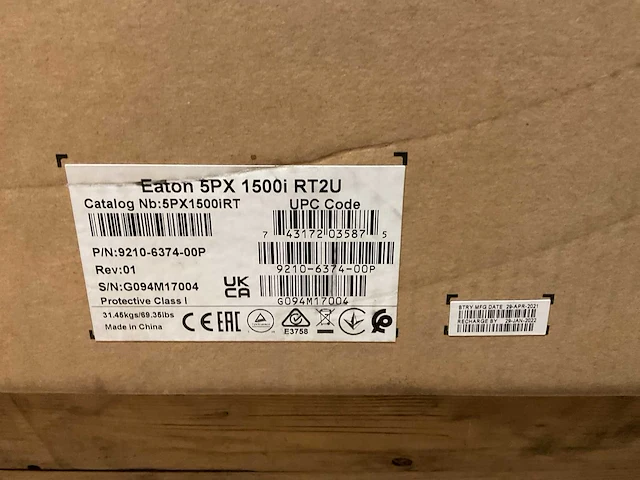 Eaton 5PX 1500i RT2U
Catalog Nb:5PX1500iRT
UPC Code
7 43172 03587 5
P/N:9210-6374-00P
9210-6374-00P
Rev:01
S/N:G094M17004
G094M17004
Protective Class I
UK
CA
31.45kgs/69.35lbs
Made in China
CE EAC
E3758
BTRY MFG DATE 29-APR-2021
RECHARGE BY 29-JAN-2022